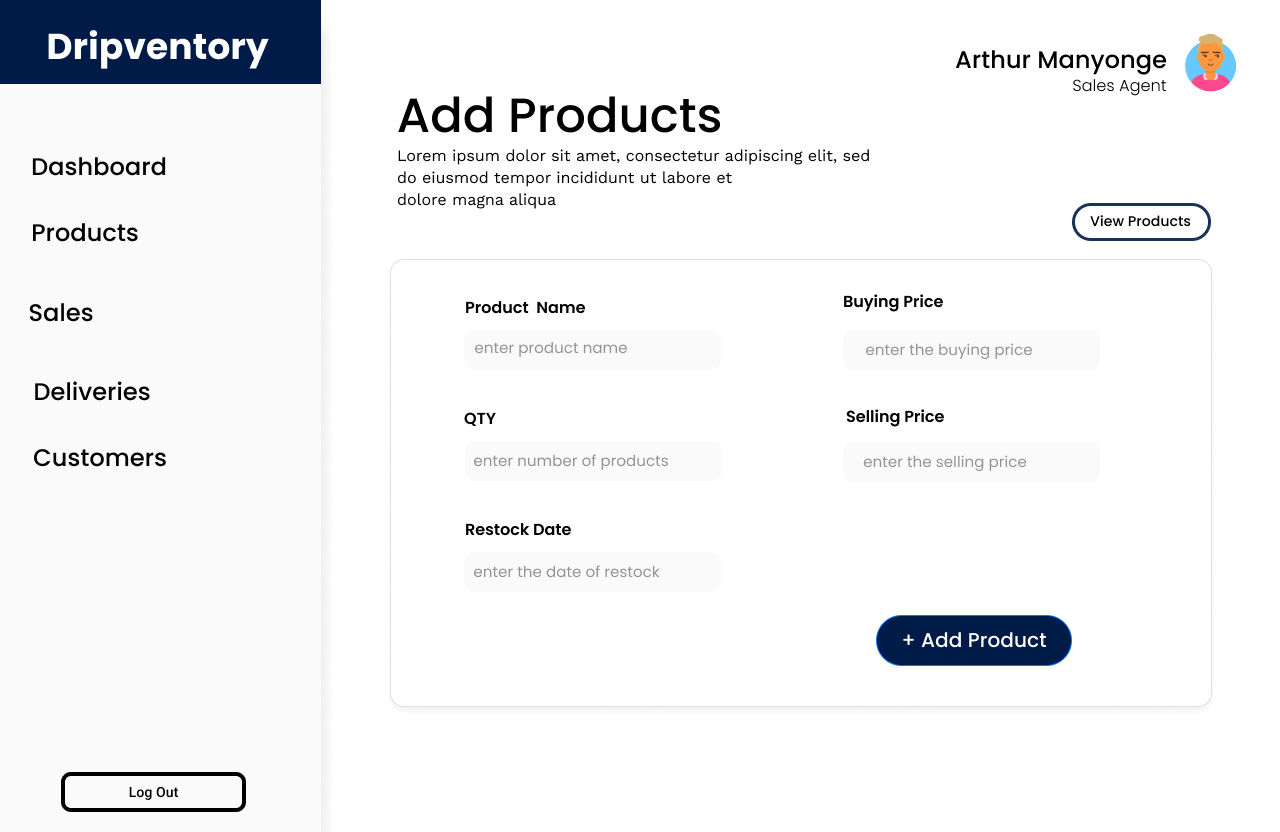 Dripventory
Dashboard
Products
Sales
Deliveries
Customers
Log Out
Arthur Manyonge
Sales Agent
Add Products
Lorem ipsum dolor sit amet, consectetur adipiscing elit, sed
do eiusmod tempor incididunt ut labore et
dolore magna aliqua
View Products
Product Name
enter product name
Buying Price
enter the buying price
QTY
enter number of products
Selling Price
enter the selling price
Restock Date
enter the date of restock
+ Add Product